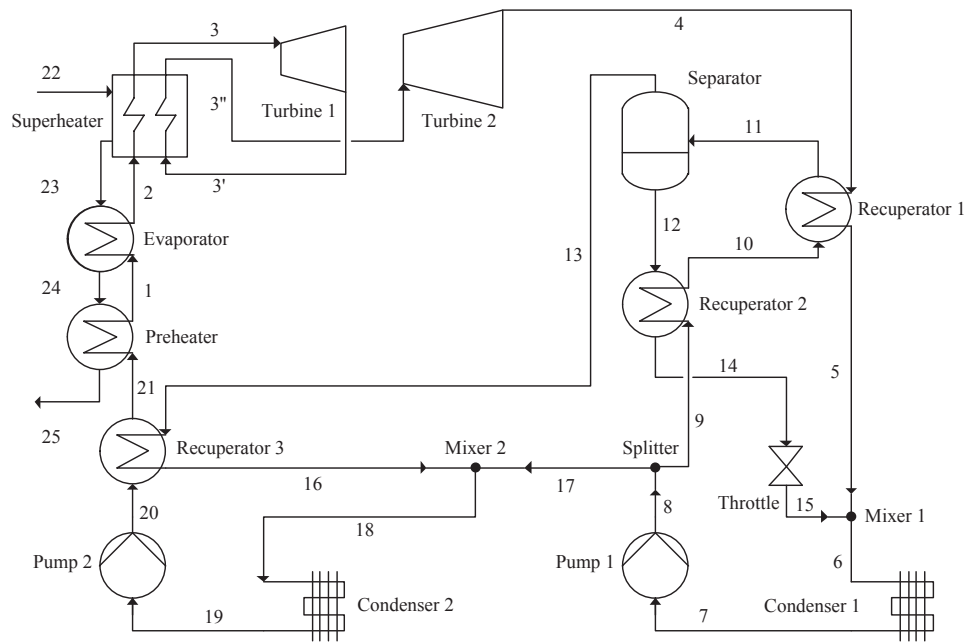 3
4
22
Separator
Superheater
3"
Turbine 1
Turbine 2
11
3'
23
2
12
Recuperator 1
Evaporator
13
10
24
1
Recuperator 2
Preheater
14
5
21
25
9
Recuperator 3
Mixer 2
Splitter
16
17
Throttle
15
Mixer 1
20
18
8
Pump 2
Pump 1
6
Condenser 2
Condenser 1
19
7